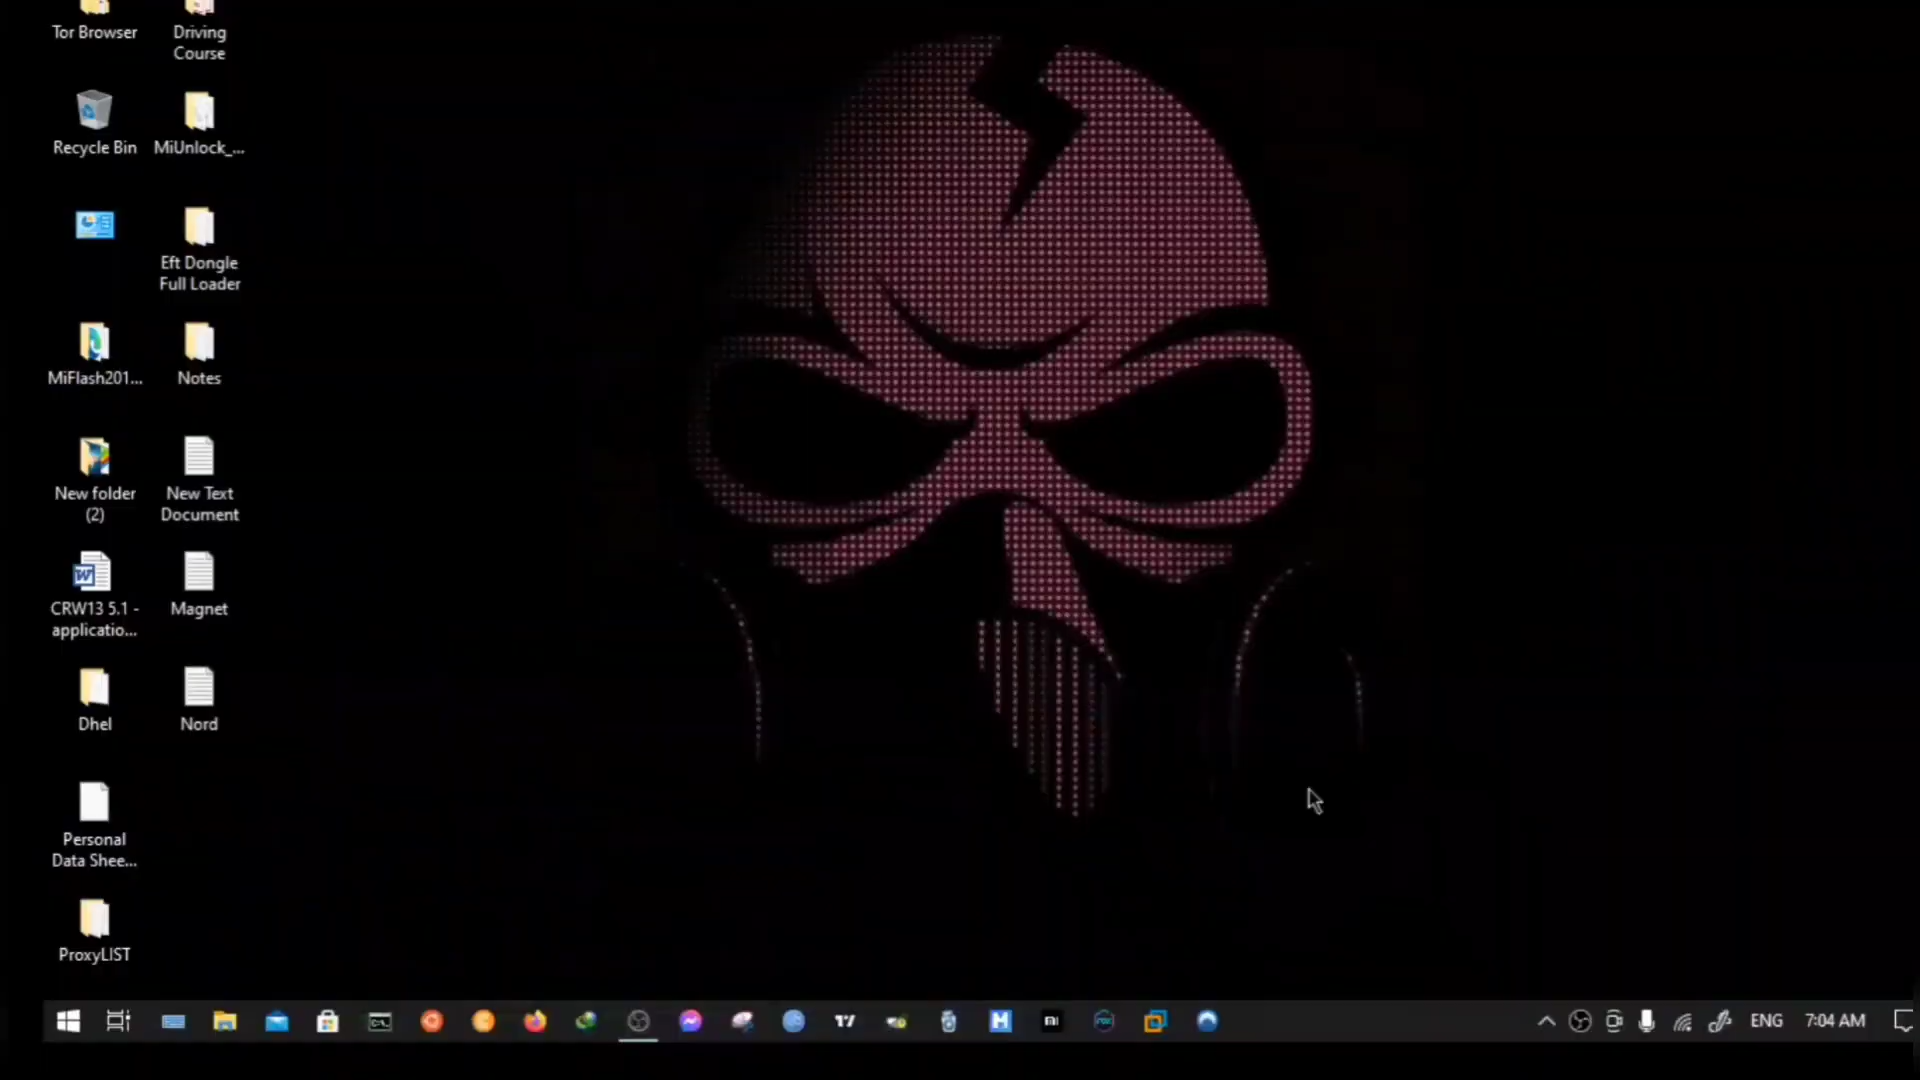 Tor Browser
Driving
Course
Recycle Bin
MiUnlock_...
Eft Dongle
Full Loader
MiFlash201...
Notes
New folder
(2)
New Text
Document
CRW13 5.1 -
applicatio...
Magnet
Dhel
Nord
Personal
Data Shee...
ProxyLIST
ENG
7:04 AM